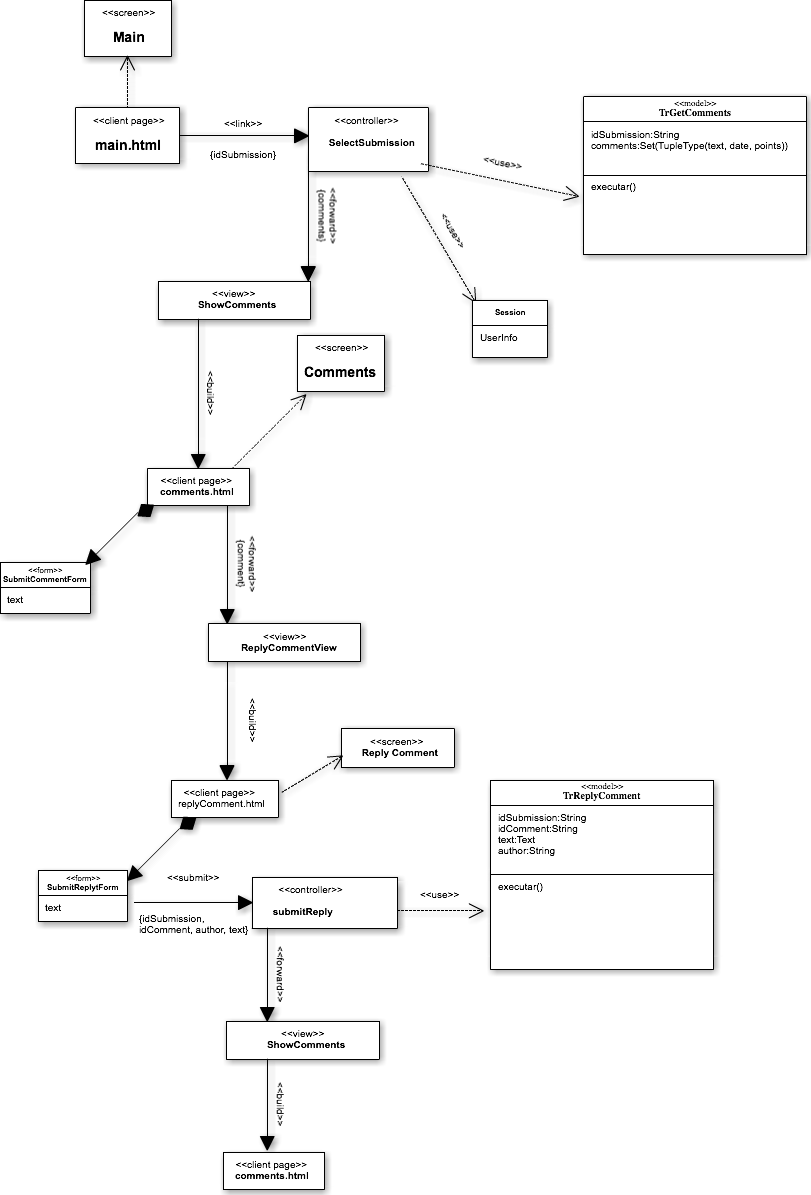 <<screen>>
Main
<<client page>>
main.html
<<link>>
{idSubmission}
<<controller>>
SelectSubmission
<<use>>
<<model>>
TrGetComments
idSubmission:String
comments:Set(TupleType(text, date, points))
executar()
<<forward>>
{comments}
<<use>>
<<view>>
ShowComments
Session
UserInfo
<<build>>
<<screen>>
Comments
<<client page>>
comments.html
<<form>>
SubmitCommentForm
text
<<forward>>
{comment}
<<view>>
ReplyCommentView
<<build>>
<<screen>>
Reply Comment
<<client page>>
replyComment.html
<<model>>
TrReplyComment
idSubmission:String
idComment:String
text:Text
author:String
executar()
<<form>>
SubmitReplytForm
text
<<submit>>
{idSubmission,
idComment, author, text}
<<controller>>
submitReply
<<use>>
<<forward>>
<<view>>
ShowComments
<<build>>
<<client page>>
comments.html